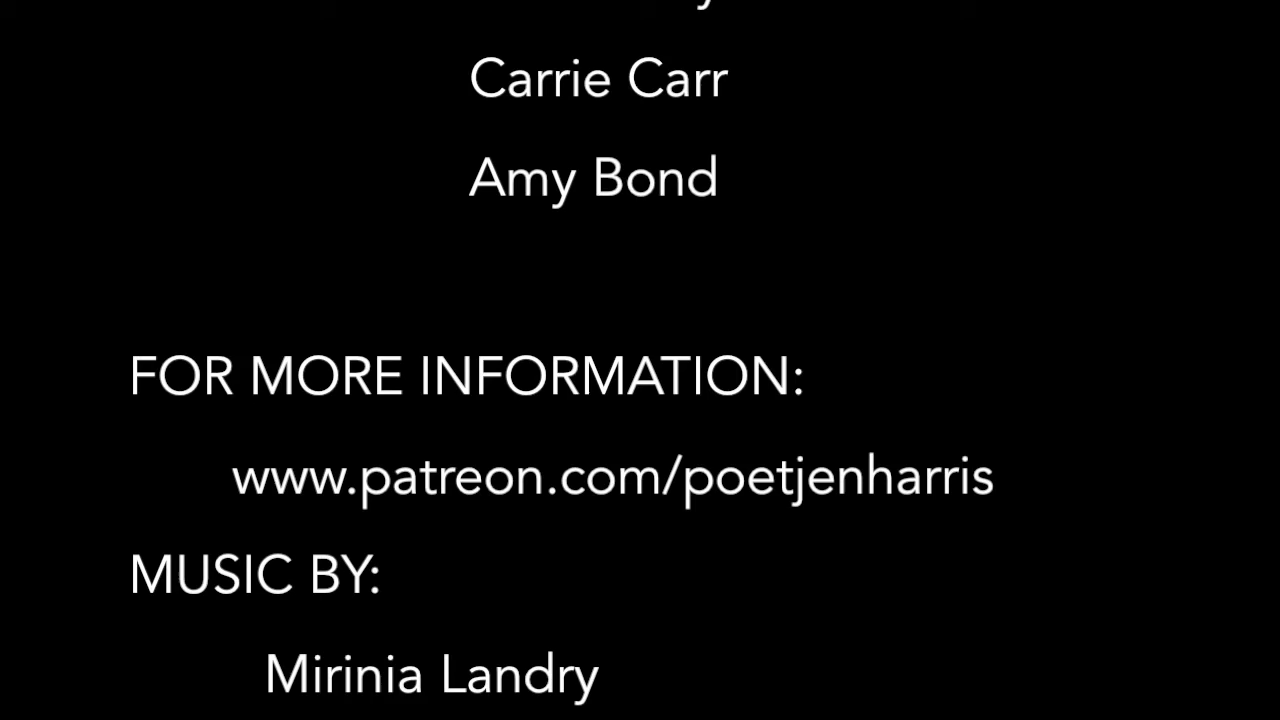 Carrie Carr
Amy Bond
FOR MORE INFORMATION:
www.patreon.com/poetjenharris
MUSIC BY:
Mirinia Landry